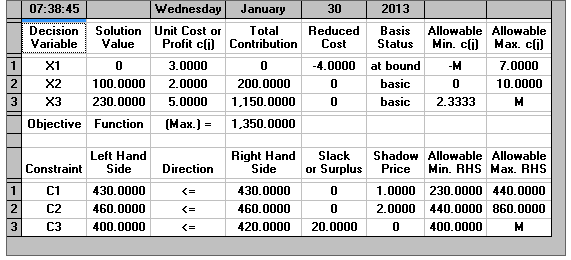 07:38:45 Wednesday January 30 2013
Decision Variable Solution Value Unit Cost or Profit c(j) Total Contribution Reduced Cost Basis Status Allowable Min. c(j) Allowable Max. c(j)
1 X1 0 3.0000 0 -4.0000 at bound -M 7.0000
2 X2 100.0000 2.0000 200.0000 0 basic 0 10.0000
3 X3 230.0000 5.0000 1,150.0000 0 basic 2.3333 M
Objective Function (Max.) = 1,350.0000
Constraint Left Hand Side Direction Right Hand Side Slack or Surplus Shadow Price Allowable Min. RHS Allowable Max. RHS
1 C1 430.0000 <= 430.0000 0 1.0000 230.0000 440.0000
2 C2 460.0000 <= 460.0000 0 2.0000 440.0000 860.0000
3 C3 400.0000 <= 420.0000 20.0000 0 400.0000 M